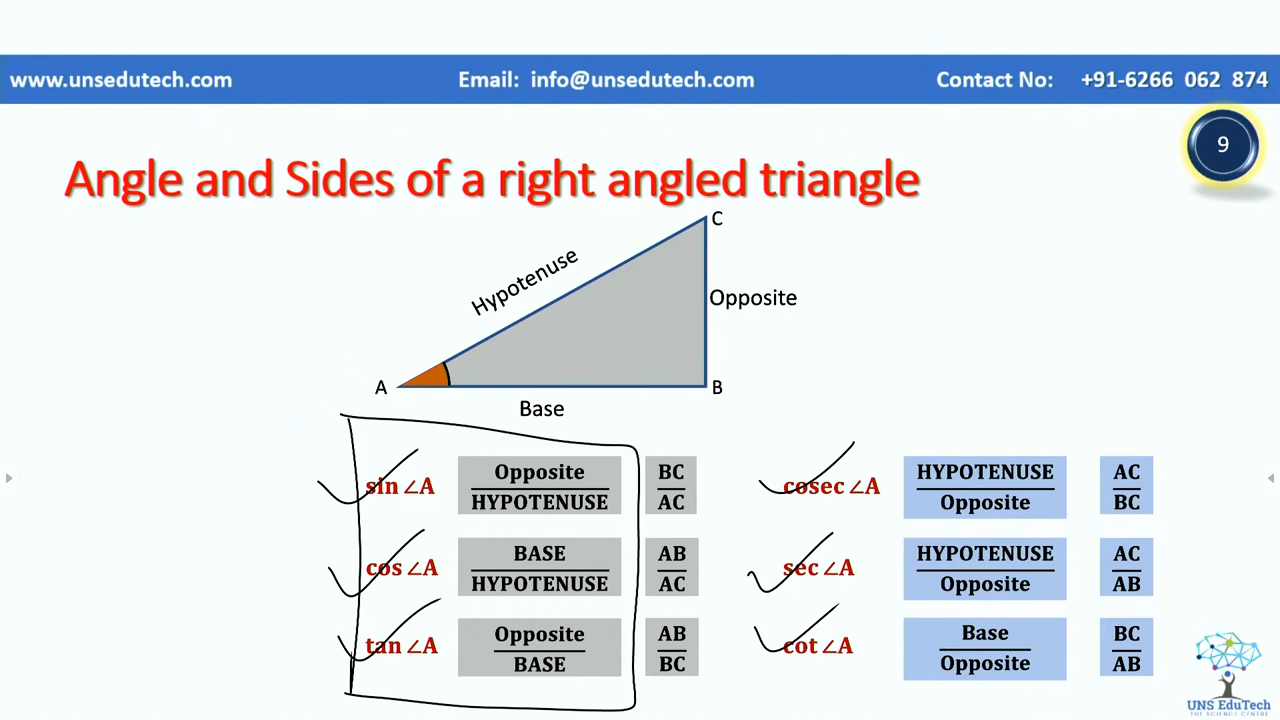 www.unsedutech.com Email: info@unsedutech.com Contact No: +91-6266 062 874
9
Angle and Sides of a right angled triangle
C
Hypotenuse
Opposite
A
B
Base
sin ∠A Opposite BC cosec ∠A HYPOTENUSE AC
HYPOTENUSE AC Opposite BC
cos ∠A BASE AB sec ∠A HYPOTENUSE AC
HYPOTENUSE AC Opposite AB
tan ∠A Opposite AB cot ∠A Base BC
BASE BC Opposite AB
UNS EduTech
THE SCIENCE CENTRE